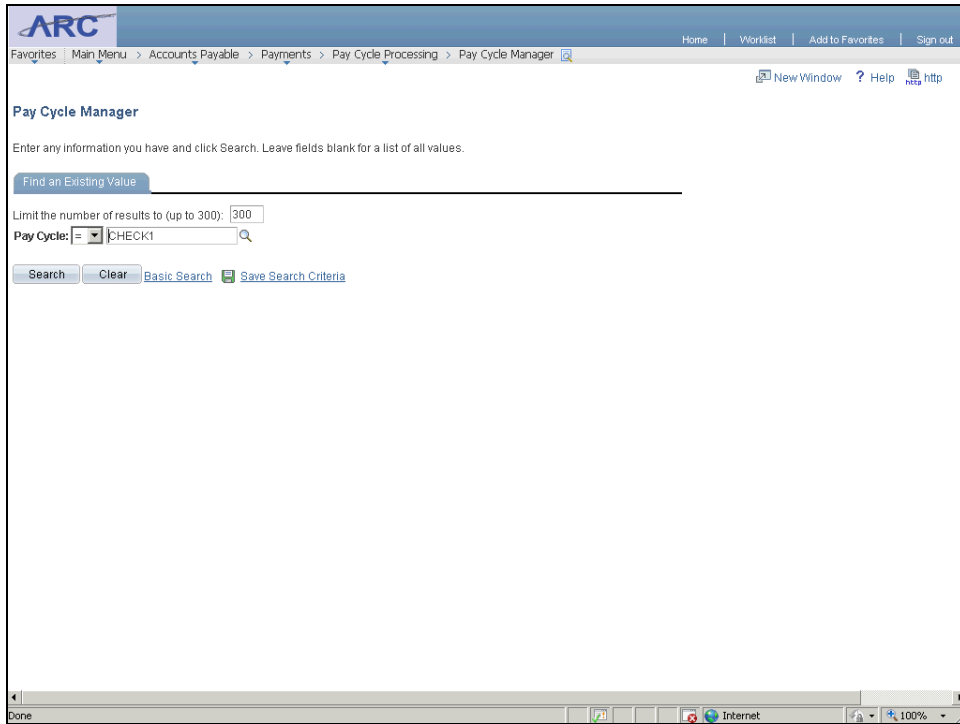 ARC
Home | Worklist | Add to Favorites | Sign out
Favorites Main Menu > Accounts Payable > Payments > Pay Cycle Processing > Pay Cycle Manager
New Window ? Help http http
Pay Cycle Manager
Enter any information you have and click Search. Leave fields blank for a list of all values.
Find an Existing Value
Limit the number of results to (up to 300): 300
Pay Cycle: = CHECK1
Search Clear Basic Search Save Search Criteria
Done Internet 100%